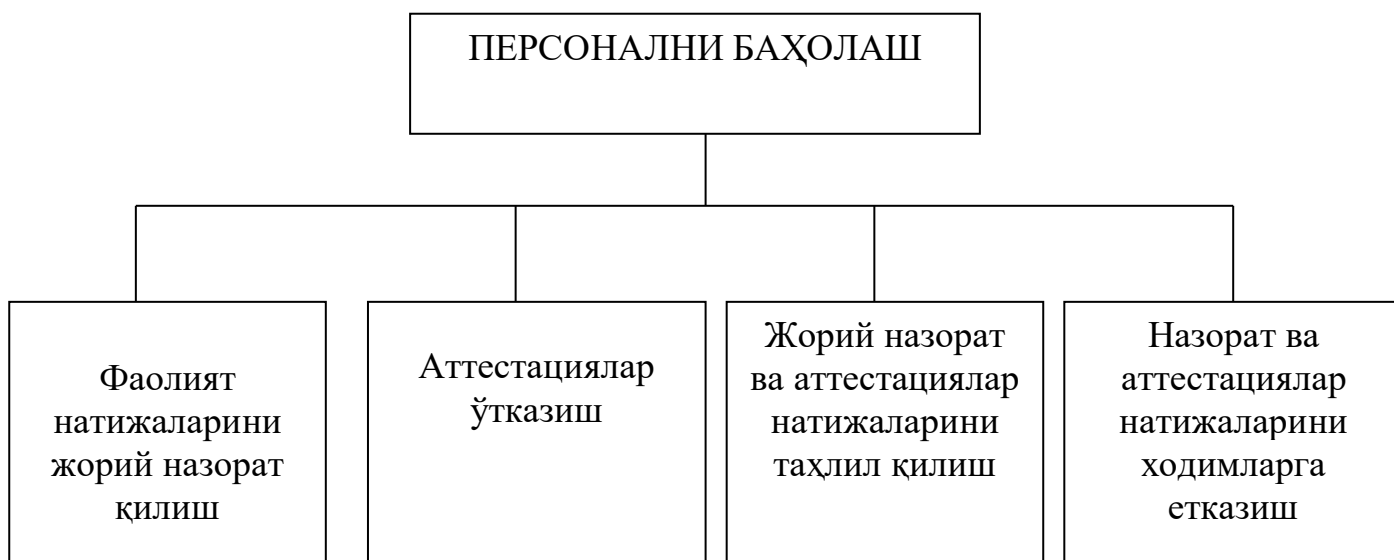 ПЕРСОНАЛНИ БАҲОЛАШ
Фаолият
натижаларини
жорий назорат
қилиш
Аттестациялар
ўтказиш
Жорий назорат
ва аттестациялар
натижаларини
таҳлил қилиш
Назорат ва
аттестациялар
натижаларини
ходимларга
етказиш